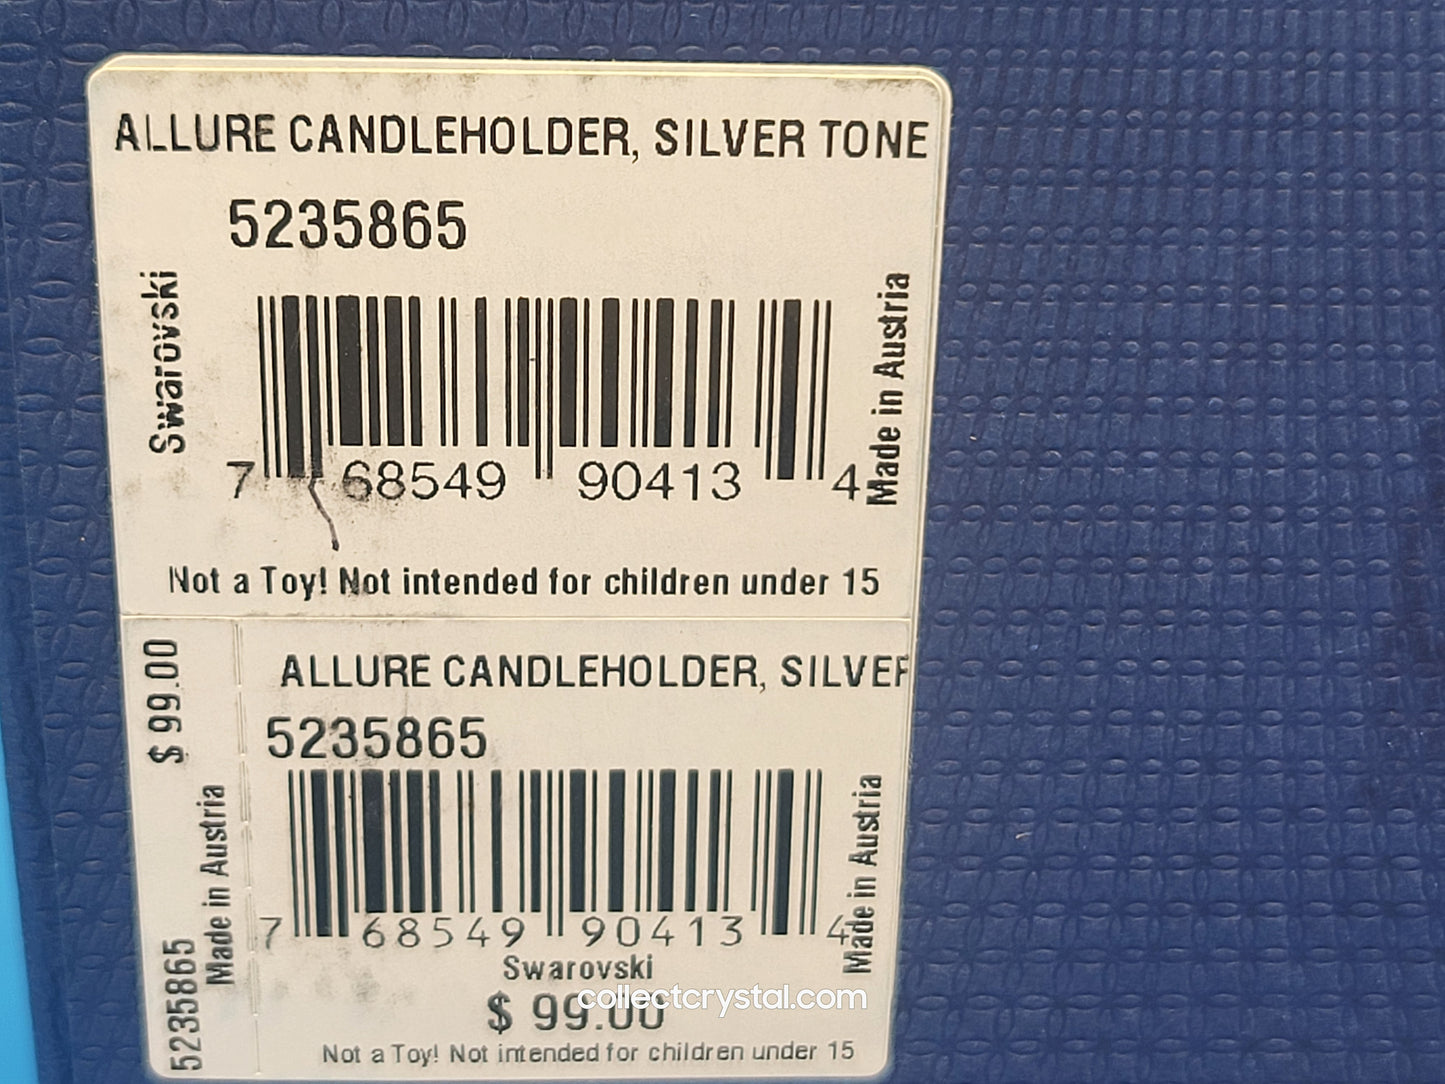 ALLURE CANDLEHOLDER, SILVER TONE
5235865
Swarovski
Made in Austria
7 68549 90413 4
Not a Toy! Not intended for children under 15
$ 99.00
Made in Austria
5235865
ALLURE CANDLEHOLDER, SILVER
5235865
7 68549 90413 4
Made in Austria
Swarovski
$ 99.00
collectcrystal.com
Not a Toy! Not intended for children under 15